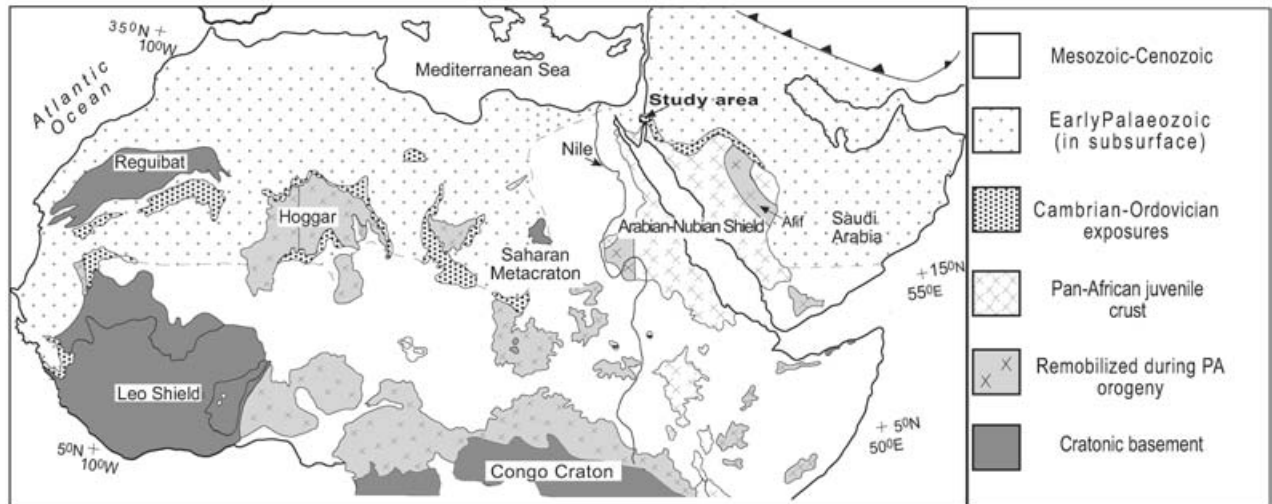 35⁰N +
10⁰W
Atlantic
Ocean
Mediterranean Sea
Study area
Reguibat
Nile
Hoggar
Arabian-Nubian Shield
Afif
Saudi
Arabia
Saharan
Metacraton
+ 15⁰N
55⁰E
Leo Shield
5⁰N +
10⁰W
Congo Craton
+ 5⁰N
50⁰E
Mesozoic-Cenozoic
EarlyPalaeozoic
(in subsurface)
Cambrian-Ordovician
exposures
Pan-African juvenile
crust
Remobilized during PA
orogeny
Cratonic basement